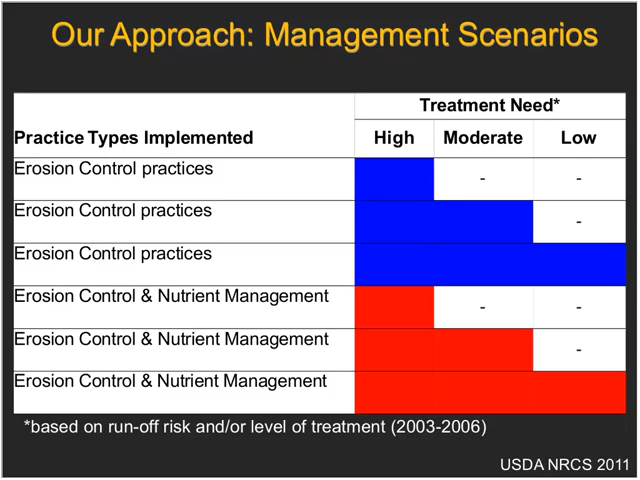 Our Approach: Management Scenarios
Treatment Need*
Practice Types Implemented High Moderate Low
Erosion Control practices - -
Erosion Control practices -
Erosion Control practices
Erosion Control & Nutrient Management - -
Erosion Control & Nutrient Management -
Erosion Control & Nutrient Management
*based on run-off risk and/or level of treatment (2003-2006)
USDA NRCS 2011